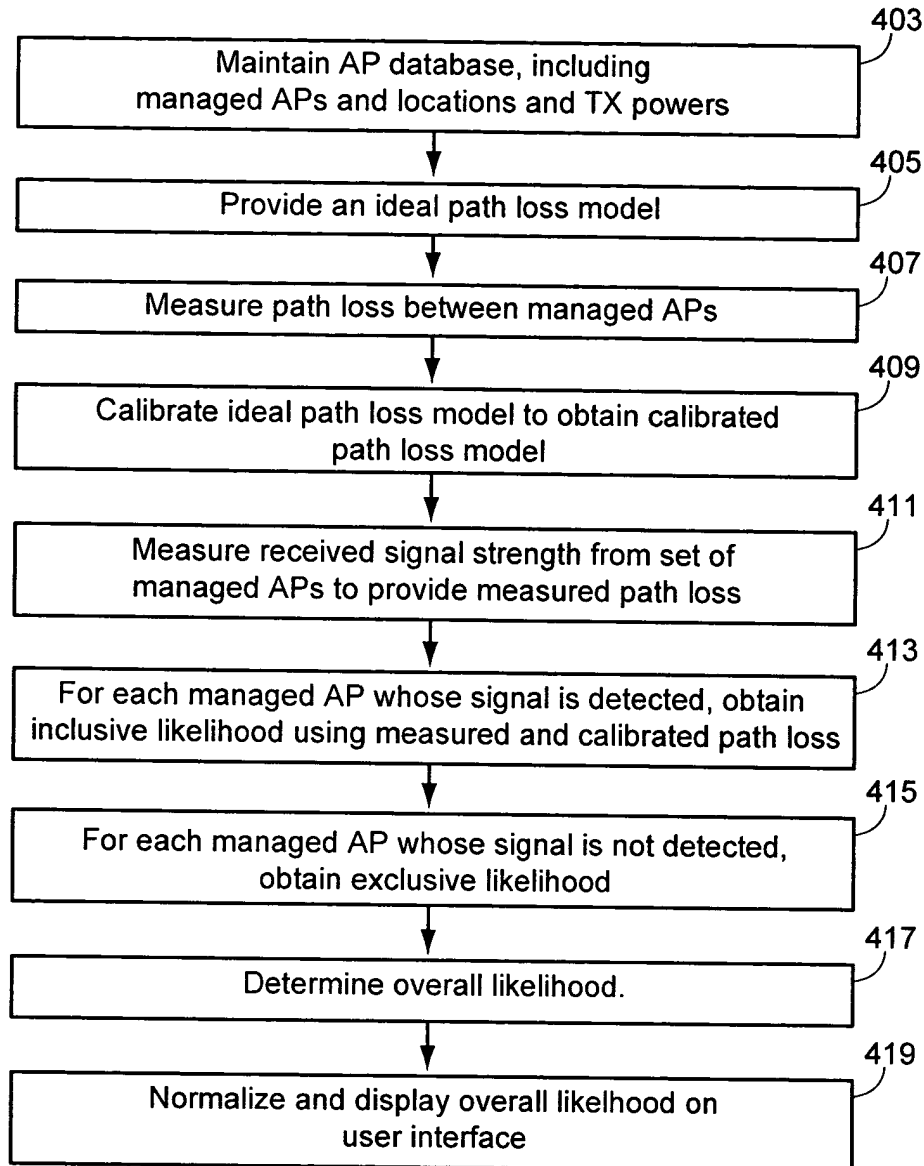 403
Maintain AP database, including
managed APs and locations and TX powers
405
Provide an ideal path loss model
407
Measure path loss between managed APs
409
Calibrate ideal path loss model to obtain calibrated
path loss model
411
Measure received signal strength from set of
managed APs to provide measured path loss
413
For each managed AP whose signal is detected, obtain
inclusive likelihood using measured and calibrated path loss
415
For each managed AP whose signal is not detected,
obtain exclusive likelihood
417
Determine overall likelihood.
419
Normalize and display overall likelhood on
user interface